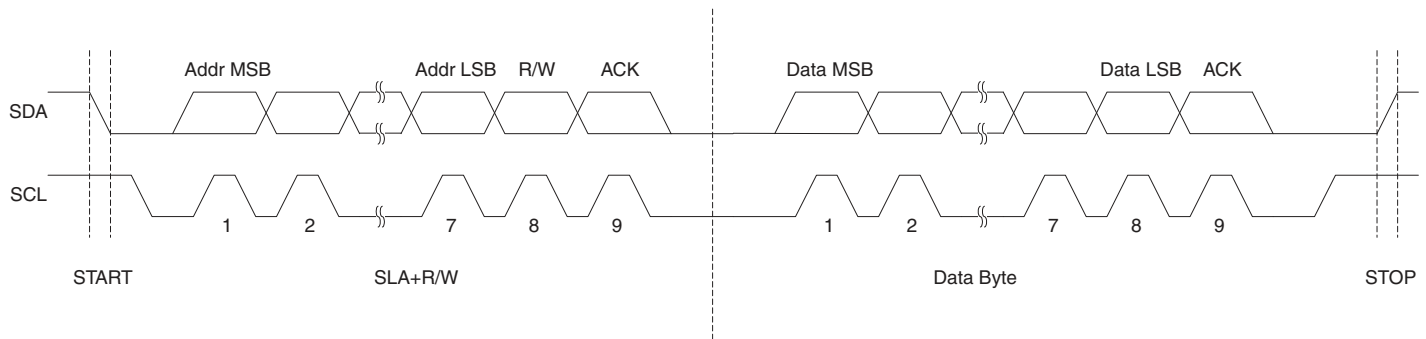 Addr MSB Addr LSB R/W ACK Data MSB Data LSB ACK
SDA
SCL
1 2 7 8 9 1 2 7 8 9
START SLA+R/W Data Byte STOP